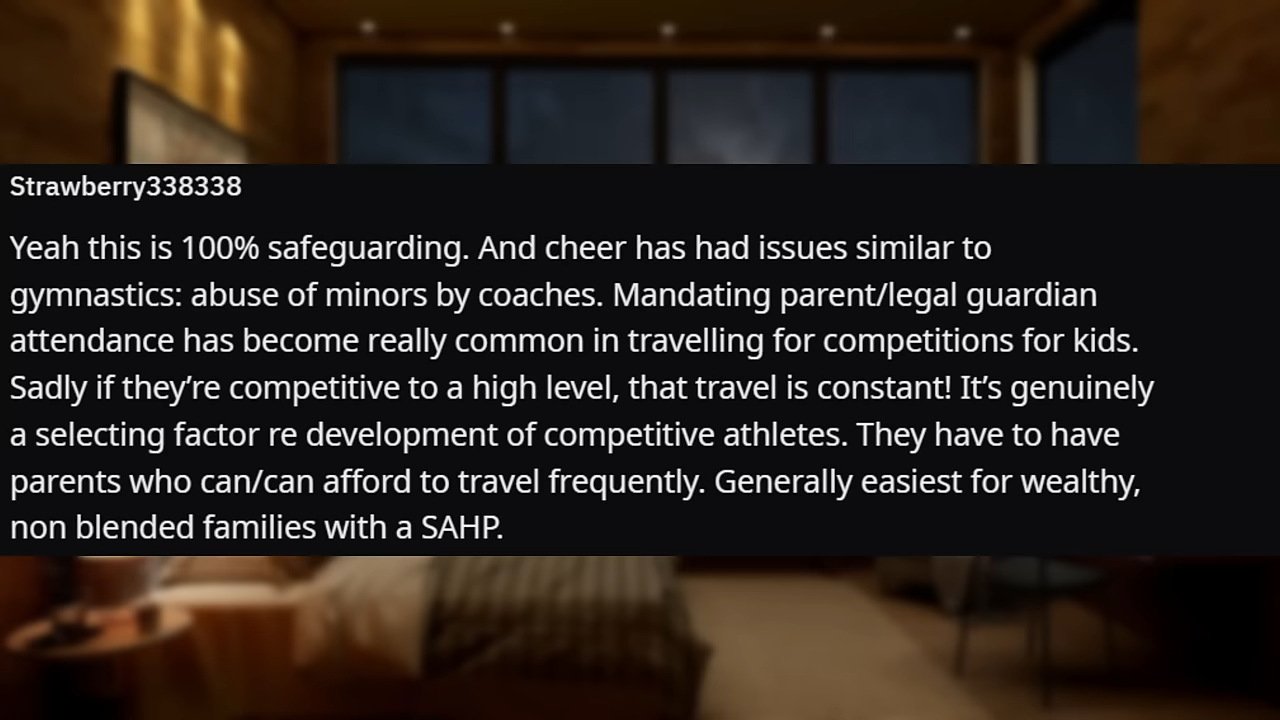 Strawberry338338
Yeah this is 100% safeguarding. And cheer has had issues similar to
gymnastics: abuse of minors by coaches. Mandating parent/legal guardian
attendance has become really common in travelling for competitions for kids.
Sadly if they’re competitive to a high level, that travel is constant! It’s genuinely
a selecting factor re development of competitive athletes. They have to have
parents who can/can afford to travel frequently. Generally easiest for wealthy,
non blended families with a SAHP.